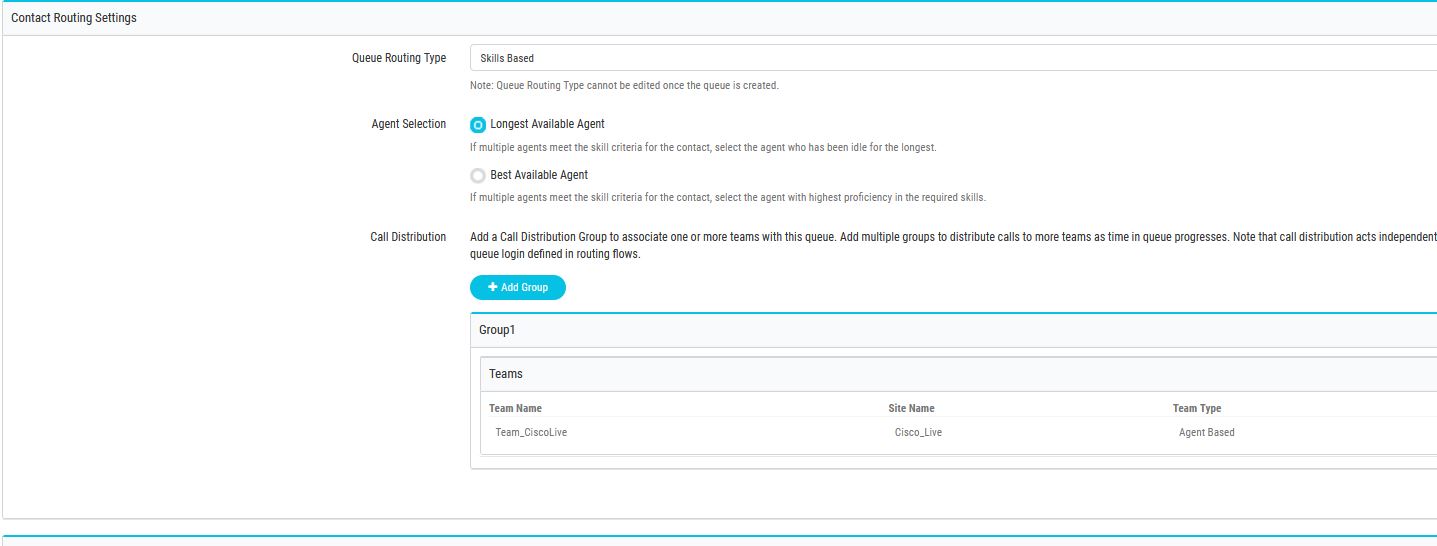 Contact Routing Settings
Queue Routing Type
Skills Based
Note: Queue Routing Type cannot be edited once the queue is created.
Agent Selection
Longest Available Agent
If multiple agents meet the skill criteria for the contact, select the agent who has been idle for the longest.
Best Available Agent
If multiple agents meet the skill criteria for the contact, select the agent with highest proficiency in the required skills.
Call Distribution
Add a Call Distribution Group to associate one or more teams with this queue. Add multiple groups to distribute calls to more teams as time in queue progresses. Note that call distribution acts independent
queue login defined in routing flows.
+ Add Group
Group1
Teams
Team Name Site Name Team Type
Team_CiscoLive Cisco_Live Agent Based